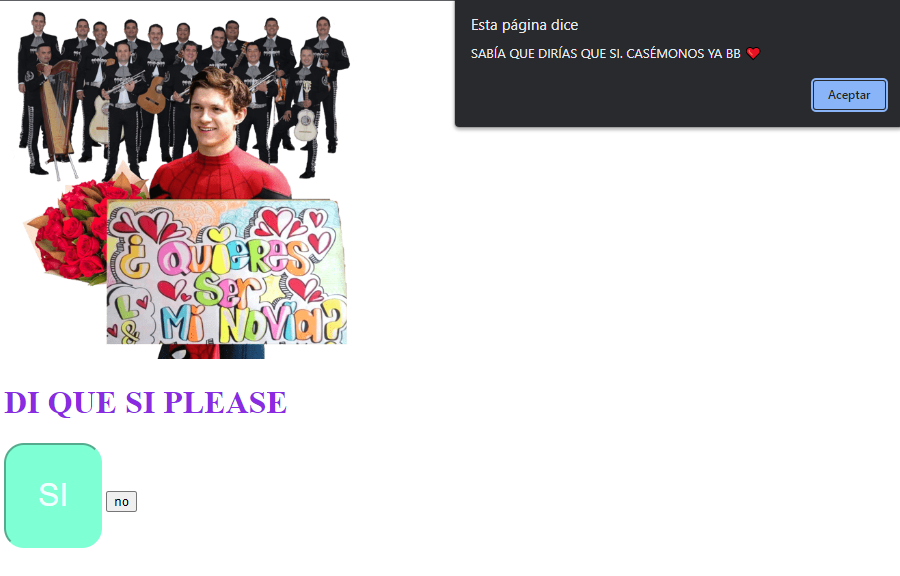 Esta página dice
SABÍA QUE DIRÍAS QUE SI. CASÉMONOS YA BB ❤️
Aceptar
¿QUIERES
Ser
L& MI NOVIA?
DI QUE SI PLEASE
SI
no